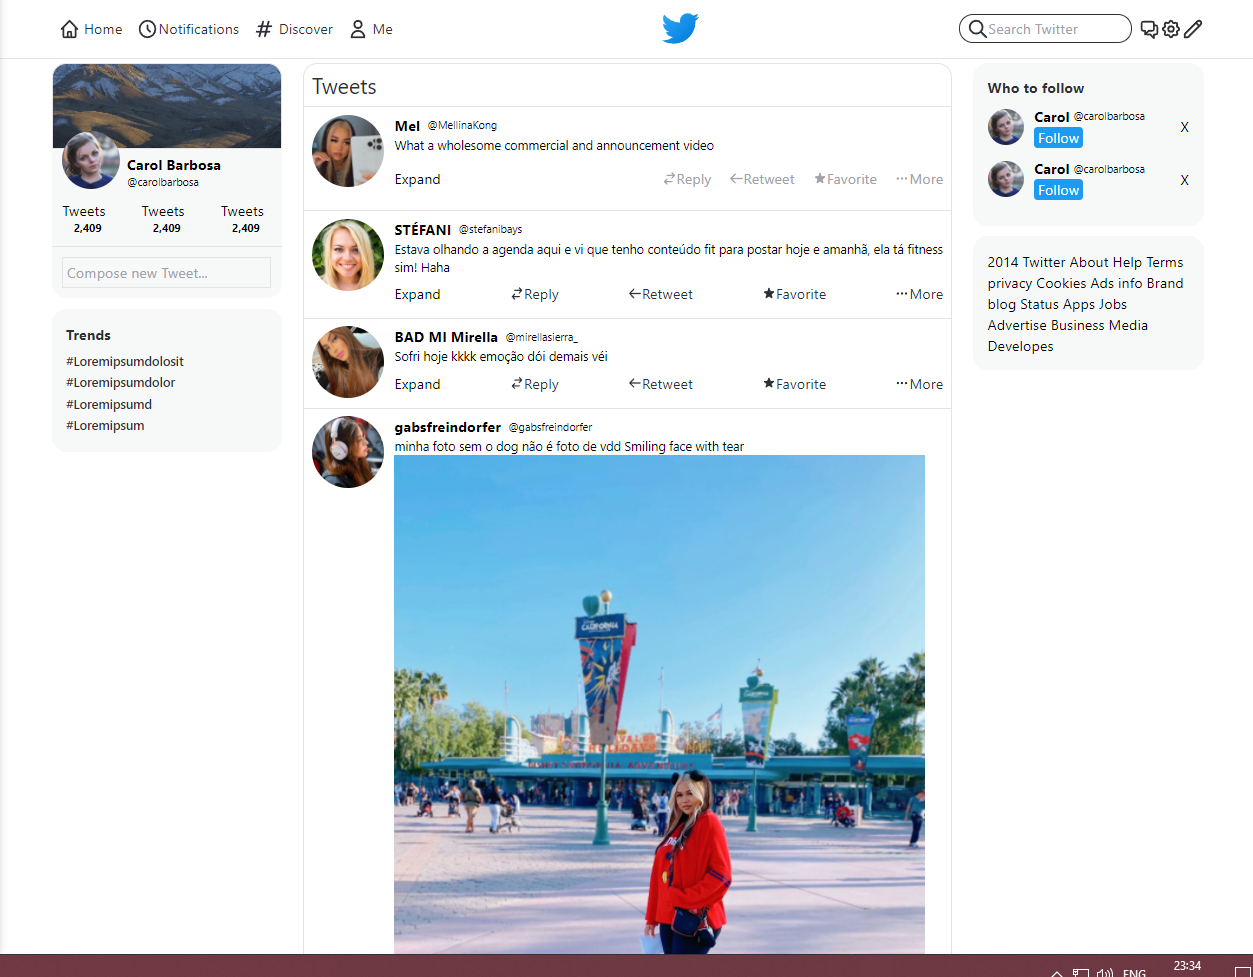 Home Notifications # Discover Me Search Twitter
Carol Barbosa
@carolbarbosa
Tweets Tweets Tweets
2,409 2,409 2,409
Compose new Tweet...
Trends
#Loremipsumdolosit
#Loremipsumdolor
#Loremipsumd
#Loremipsum
Tweets
Mel @MellinaKong
What a wholesome commercial and announcement video
Expand Reply Retweet Favorite More
STÉFANI @stefanibays
Estava olhando a agenda aqui e vi que tenho conteúdo fit para postar hoje e amanhã, ela tá fitness
sim! Haha
Expand Reply Retweet Favorite More
BAD MI Mirella @mirellasierra_
Sofri hoje kkkk emoção dói demais véi
Expand Reply Retweet Favorite More
gabsfreindorfer @gabsfreindorfer
minha foto sem o dog não é foto de vdd Smiling face with tear
CALIFORNIA
HOLIDAYS
Who to follow
Carol @carolbarbosa
Follow
X
Carol @carolbarbosa
Follow
X
2014 Twitter About Help Terms
privacy Cookies Ads info Brand
blog Status Apps Jobs
Advertise Business Media
Developes
ENG
23:34